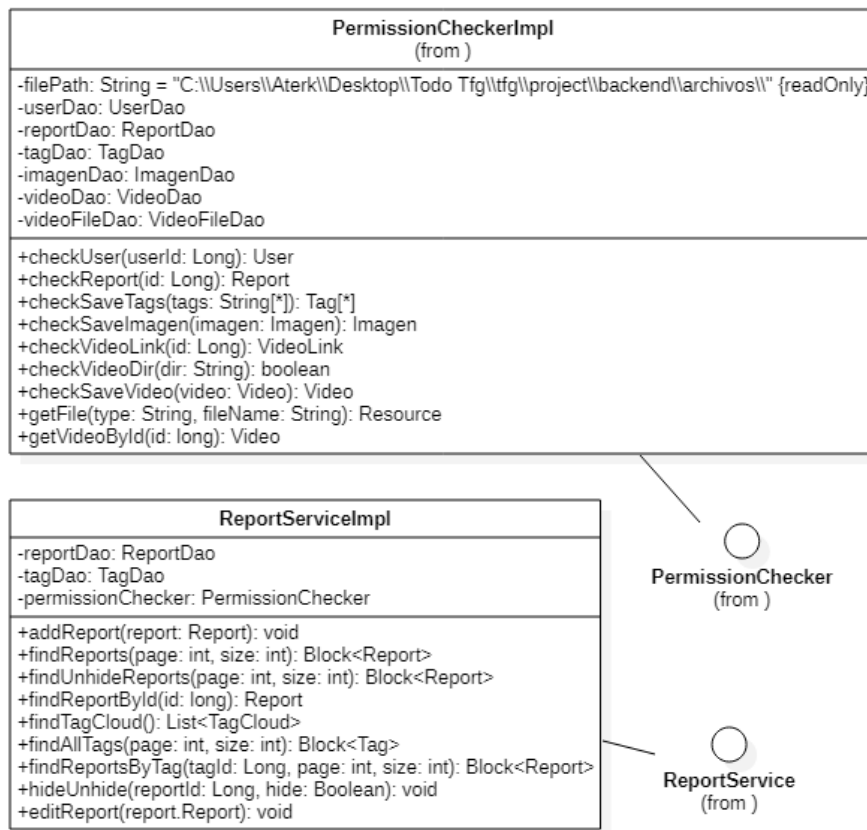 PermissionCheckerImpl
(from )
-filePath: String = "C:\\Users\\Aterk\\Desktop\\Todo Tfg\\tfg\\project\\backend\\archivos\\" {readOnly}
-userDao: UserDao
-reportDao: ReportDao
-tagDao: TagDao
-imagenDao: ImagenDao
-videoDao: VideoDao
-videoFileDao: VideoFileDao
+checkUser(userId: Long): User
+checkReport(id: Long): Report
+checkSaveTags(tags: String[*]): Tag[*]
+checkSaveImagen(imagen: Imagen): Imagen
+checkVideoLink(id: Long): VideoLink
+checkVideoDir(dir: String): boolean
+checkSaveVideo(video: Video): Video
+getFile(type: String, fileName: String): Resource
+getVideoById(id: long): Video
PermissionChecker
(from )
ReportServiceImpl
-reportDao: ReportDao
-tagDao: TagDao
-permissionChecker: PermissionChecker
+addReport(report: Report): void
+findReports(page: int, size: int): Block<Report>
+findUnhideReports(page: int, size: int): Block<Report>
+findReportById(id: long): Report
+findTagCloud(): List<TagCloud>
+findAllTags(page: int, size: int): Block<Tag>
+findReportsByTag(tagId: Long, page: int, size: int): Block<Report>
+hideUnhide(reportId: Long, hide: Boolean): void
+editReport(report.Report): void
ReportService
(from )